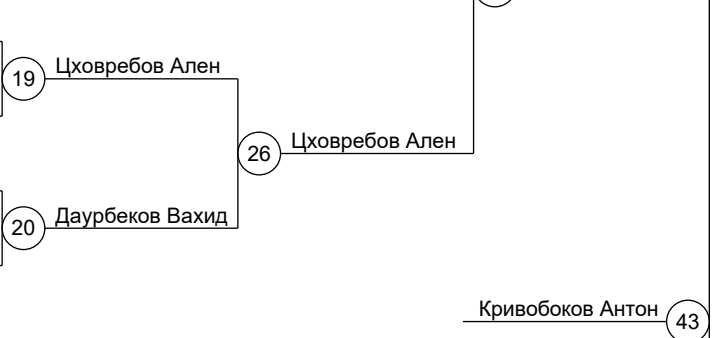 19 Цховребов Ален
26 Цховребов Ален
20 Даурбеков Вахид
Кривобоков Антон 43